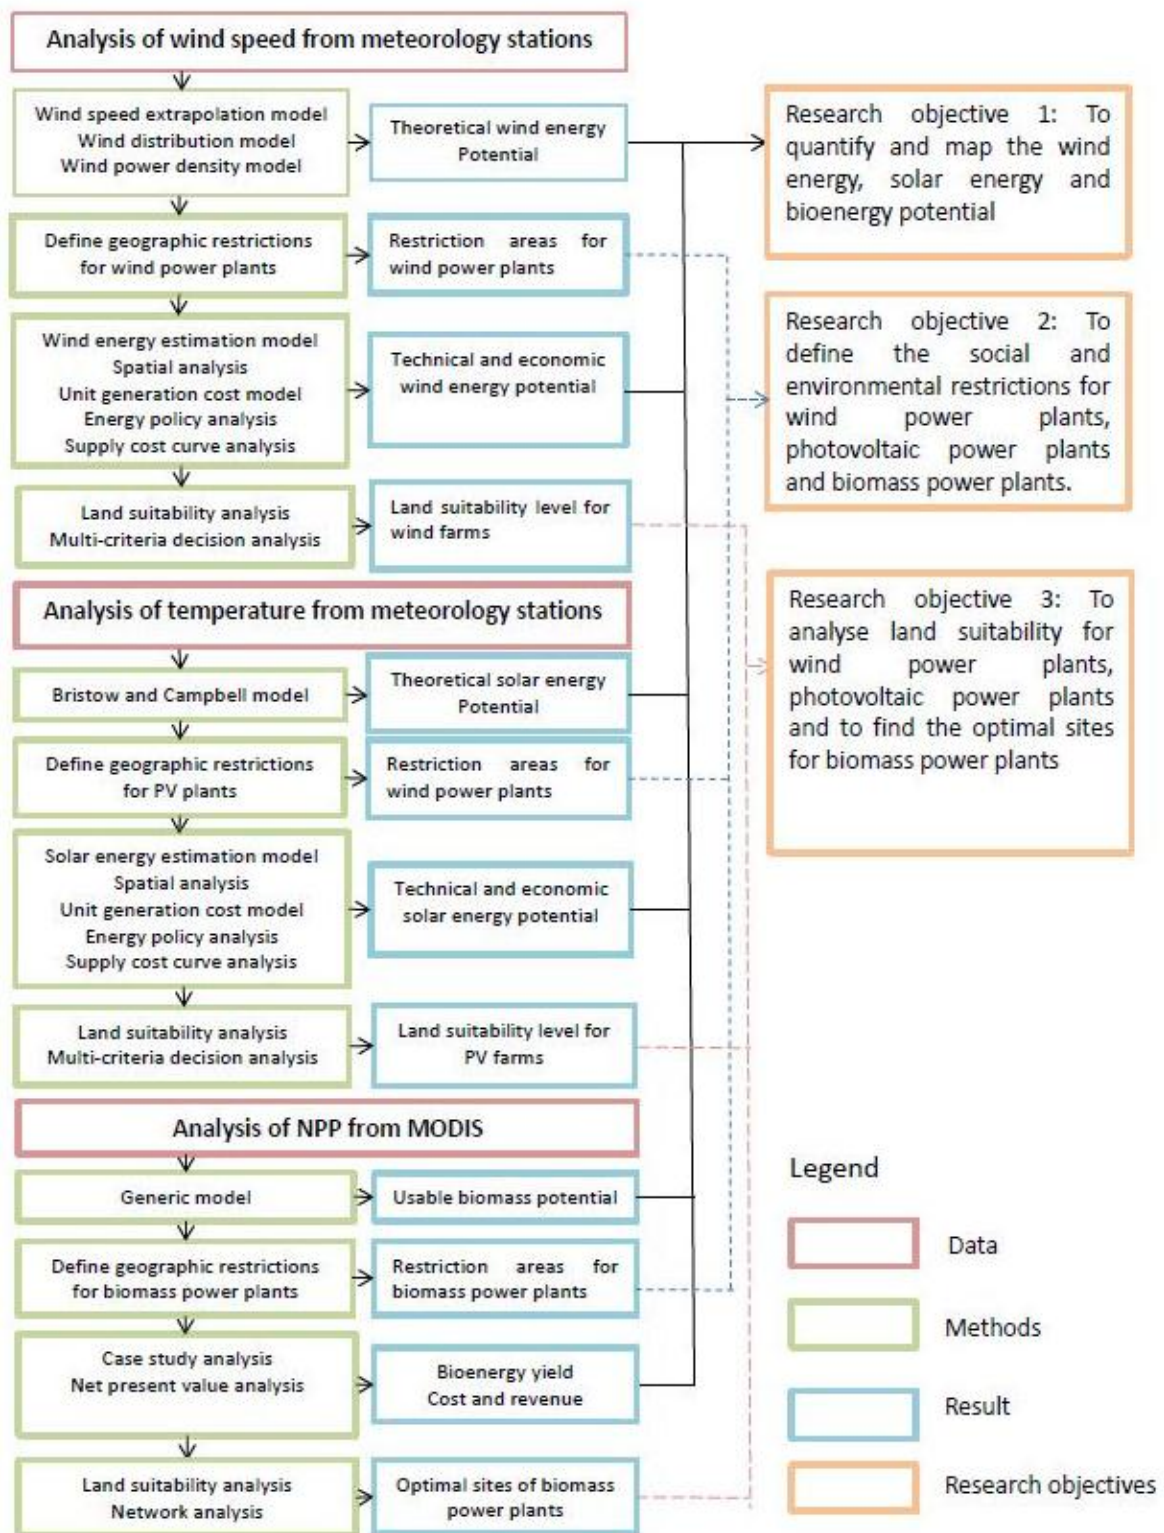 Analysis of wind speed from meteorology stations
Wind speed extrapolation model
Wind distribution model
Wind power density model
Theoretical wind energy
Potential
Define geographic restrictions
for wind power plants
Restriction areas for
wind power plants
Wind energy estimation model
Spatial analysis
Unit generation cost model
Energy policy analysis
Supply cost curve analysis
Technical and economic
wind energy potential
Land suitability analysis
Multi-criteria decision analysis
Land suitability level for
wind farms
Analysis of temperature from meteorology stations
Bristow and Campbell model
Theoretical solar energy
Potential
Define geographic restrictions
for PV plants
Restriction areas for
wind power plants
Solar energy estimation model
Spatial analysis
Unit generation cost model
Energy policy analysis
Supply cost curve analysis
Technical and economic
solar energy potential
Land suitability analysis
Multi-criteria decision analysis
Land suitability level for
PV farms
Analysis of NPP from MODIS
Generic model
Usable biomass potential
Define geographic restrictions
for biomass power plants
Restriction areas for
biomass power plants
Case study analysis
Net present value analysis
Bioenergy yield
Cost and revenue
Land suitability analysis
Network analysis
Optimal sites of biomass
power plants
Research objective 1: To
quantify and map the wind
energy, solar energy and
bioenergy potential
Research objective 2: To
define the social and
environmental restrictions for
wind power plants,
photovoltaic power plants
and biomass power plants.
Research objective 3: To
analyse land suitability for
wind power plants,
photovoltaic power plants
and to find the optimal sites
for biomass power plants
Legend
Data
Methods
Result
Research objectives